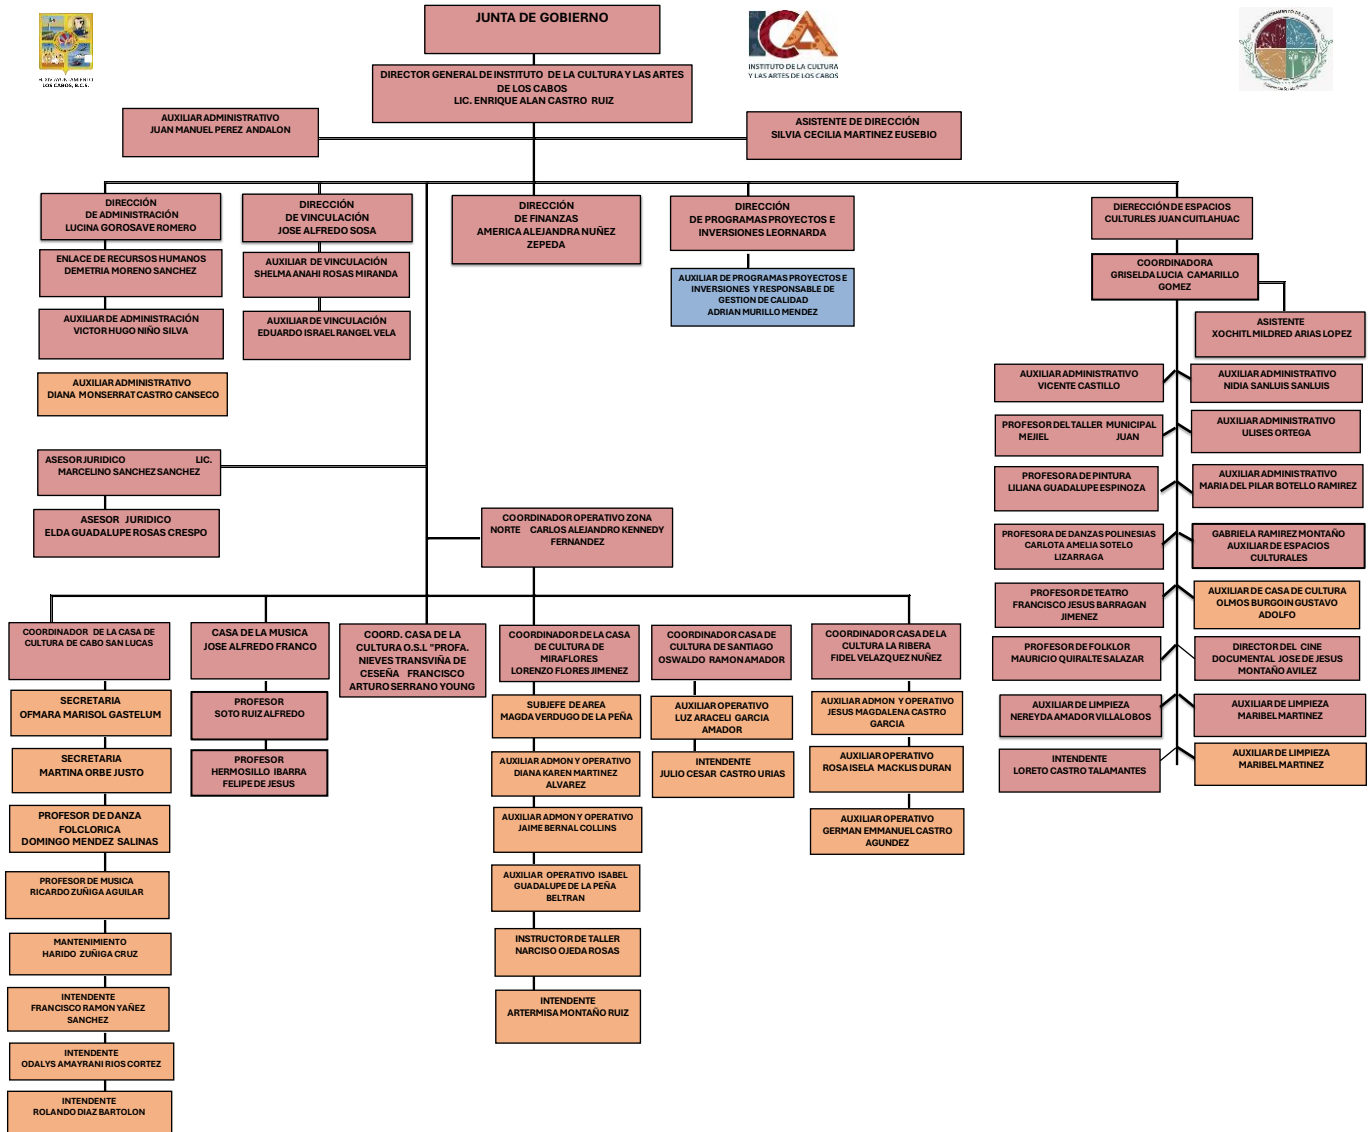 JUNTA DE GOBIERNO
LOS CABOS, B.C.S.
ICA
INSTITUTO DE LA CULTURA
Y LAS ARTES DE LOS CABOS
DIRECTOR GENERAL DE INSTITUTO DE LA CULTURA Y LAS ARTES
DE LOS CABOS
LIC. ENRIQUE ALAN CASTRO RUIZ
AUXILIAR ADMINISTRATIVO
JUAN MANUEL PEREZ ANDALON
ASISTENTE DE DIRECCIÓN
SILVIA CECILIA MARTINEZ EUSEBIO
DIRECCIÓN
DE ADMINISTRACIÓN
LUCINA GOROSAVE ROMERO
ENLACE DE RECURSOS HUMANOS
DEMETRIA MORENO SANCHEZ
AUXILIAR DE ADMINISTRACIÓN
VICTOR HUGO NIÑO SILVA
AUXILIAR ADMINISTRATIVO
DIANA MONSERRAT CASTRO CANSECO
DIRECCIÓN
DE VINCULACIÓN
JOSE ALFREDO SOSA
AUXILIAR DE VINCULACIÓN
SHELMA ANAHI ROSAS MIRANDA
AUXILIAR DE VINCULACIÓN
EDUARDO ISRAEL RANGEL VELA
DIRECCIÓN
DE FINANZAS
AMERICA ALEJANDRA NUÑEZ
ZEPEDA
DIRECCIÓN
DE PROGRAMAS PROYECTOS E
INVERSIONES LEORNARDA
AUXILIAR DE PROGRAMAS PROYECTOS E
INVERSIONES Y RESPONSABLE DE
GESTION DE CALIDAD
ADRIAN MURILLO MENDEZ
DIERECCIÓN DE ESPACIOS
CULTURLES JUAN CUITLAHUAC
COORDINADORA
GRISELDA LUCIA CAMARILLO
GOMEZ
ASISTENTE
XOCHITL MILDRED ARIAS LOPEZ
AUXILIAR ADMINISTRATIVO
VICENTE CASTILLO
AUXILIAR ADMINISTRATIVO
NIDIA SANLUIS SANLUIS
PROFESOR DEL TALLER MUNICIPAL
MEJIEL JUAN
AUXILIAR ADMINISTRATIVO
ULISES ORTEGA
PROFESORA DE PINTURA
LILIANA GUADALUPE ESPINOZA
AUXILIAR ADMINISTRATIVO
MARIA DEL PILAR BOTELLO RAMIREZ
PROFESORA DE DANZAS POLINESIAS
CARLOTA AMELIA SOTELO
LIZARRAGA
GABRIELA RAMIREZ MONTAÑO
AUXILIAR DE ESPACIOS
CULTURALES
PROFESOR DE TEATRO
FRANCISCO JESUS BARRAGAN
JIMENEZ
AUXILIAR DE CASA DE CULTURA
OLMOS BURGOIN GUSTAVO
ADOLFO
PROFESOR DE FOLKLOR
MAURICIO QUIRALTE SALAZAR
DIRECTOR DEL CINE
DOCUMENTAL JOSE DE JESUS
MONTAÑO AVILEZ
AUXILIAR DE LIMPIEZA
NEREYDA AMADOR VILLALOBOS
AUXILIAR DE LIMPIEZA
MARIBEL MARTINEZ
INTENDENTE
LORETO CASTRO TALAMANTES
AUXILIAR DE LIMPIEZA
MARIBEL MARTINEZ
ASESOR JURIDICO LIC.
MARCELINO SANCHEZ SANCHEZ
ASESOR JURIDICO
ELDA GUADALUPE ROSAS CRESPO
COORDINADOR OPERATIVO ZONA
NORTE CARLOS ALEJANDRO KENNEDY
FERNANDEZ
COORDINADOR DE LA CASA DE
CULTURA DE CABO SAN LUCAS
SECRETARIA
OFMARA MARISOL GASTELUM
SECRETARIA
MARTINA ORBE JUSTO
PROFESOR DE DANZA
FOLCLORICA
DOMINGO MENDEZ SALINAS
PROFESOR DE MUSICA
RICARDO ZUÑIGA AGUILAR
MANTENIMIENTO
HARIDO ZUÑIGA CRUZ
INTENDENTE
FRANCISCO RAMON YAÑEZ
SANCHEZ
INTENDENTE
ODALYS AMAYRANI RIOS CORTEZ
INTENDENTE
ROLANDO DIAZ BARTOLON
CASA DE LA MUSICA
JOSE ALFREDO FRANCO
PROFESOR
SOTO RUIZ ALFREDO
PROFESOR
HERMOSILLO IBARRA
FELIPE DE JESUS
COORD. CASA DE LA
CULTURA O.S.L "PROFA.
NIEVES TRANSVIÑA DE
CESEÑA FRANCISCO
ARTURO SERRANO YOUNG
COORDINADOR DE LA CASA
DE CULTURA DE
MIRAFLORES
LORENZO FLORES JIMENEZ
SUBJEFE DE AREA
MAGDA VERDUGO DE LA PEÑA
AUXILIAR ADMON Y OPERATIVO
DIANA KAREN MARTINEZ
ALVAREZ
AUXILIAR ADMON Y OPERATIVO
JAIME BERNAL COLLINS
AUXILIAR OPERATIVO ISABEL
GUADALUPE DE LA PEÑA
BELTRAN
INSTRUCTOR DE TALLER
NARCISO OJEDA ROSAS
INTENDENTE
ARTERMISA MONTAÑO RUIZ
COORDINADOR CASA DE
CULTURA DE SANTIAGO
OSWALDO RAMON AMADOR
AUXILIAR OPERATIVO
LUZ ARACELI GARCIA
AMADOR
INTENDENTE
JULIO CESAR CASTRO URIAS
COORDINADOR CASA DE LA
CULTURA LA RIBERA
FIDEL VELAZQUEZ NUÑEZ
AUXILIAR ADMON Y OPERATIVO
JESUS MAGDALENA CASTRO
GARCIA
AUXILIAR OPERATIVO
ROSA ISELA MACKLIS DURAN
AUXILIAR OPERATIVO
GERMAN EMMANUEL CASTRO
AGUNDEZ